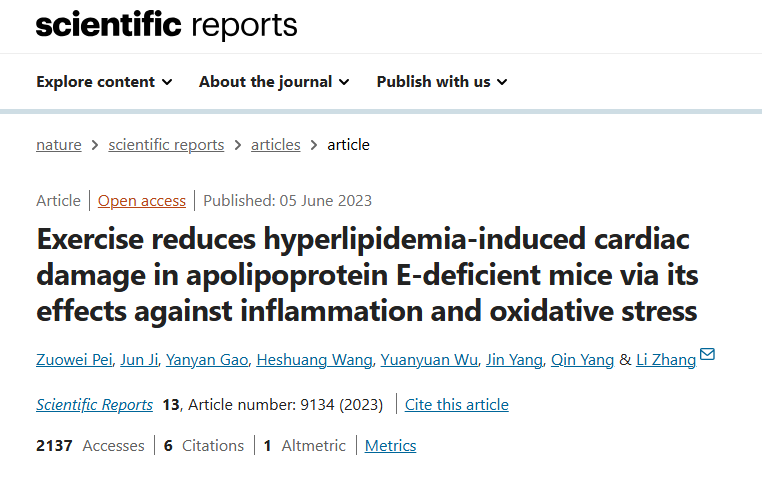 scientific reports
Explore content About the journal Publish with us
nature > scientific reports > articles > article
Article | Open access | Published: 05 June 2023
Exercise reduces hyperlipidemia-induced cardiac
damage in apolipoprotein E-deficient mice via its
effects against inflammation and oxidative stress
Zuowei Pei, Jun Ji, Yanyan Gao, Heshuang Wang, Yuanyuan Wu, Jin Yang, Qin Yang & Li Zhang
Scientific Reports 13, Article number: 9134 (2023) | Cite this article
2137 Accesses | 6 Citations | 1 Altmetric | Metrics